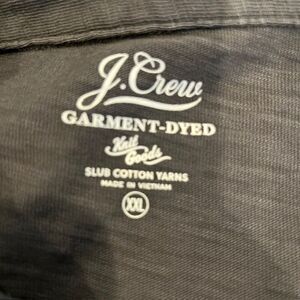 J.Crew
GARMENT-DYED
Knit
Goods
SLUB COTTON YARNS
MADE IN VIETNAM
XXL